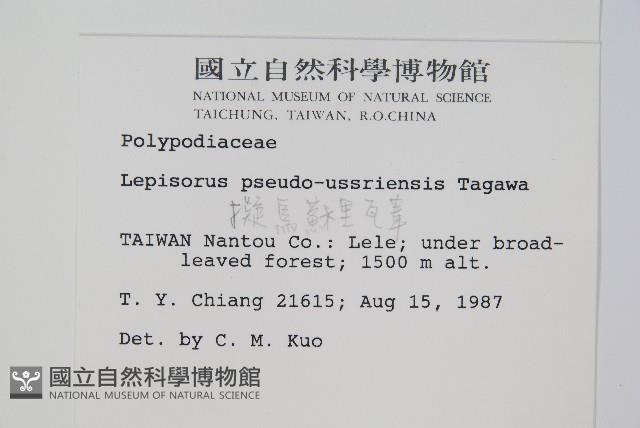 國立自然科學博物館
NATIONAL MUSEUM OF NATURAL SCIENCE
TAICHUNG, TAIWAN, R.O.CHINA
Polypodiaceae
Lepisorus pseudo-ussriensis Tagawa
擬烏蘇里瓦葦
TAIWAN Nantou Co.: Lele; under broad-
leaved forest; 1500 m alt.
T. Y. Chiang 21615; Aug 15, 1987
Det. by C. M. Kuo
國立自然科學博物館
NATIONAL MUSEUM OF NATURAL SCIENCE